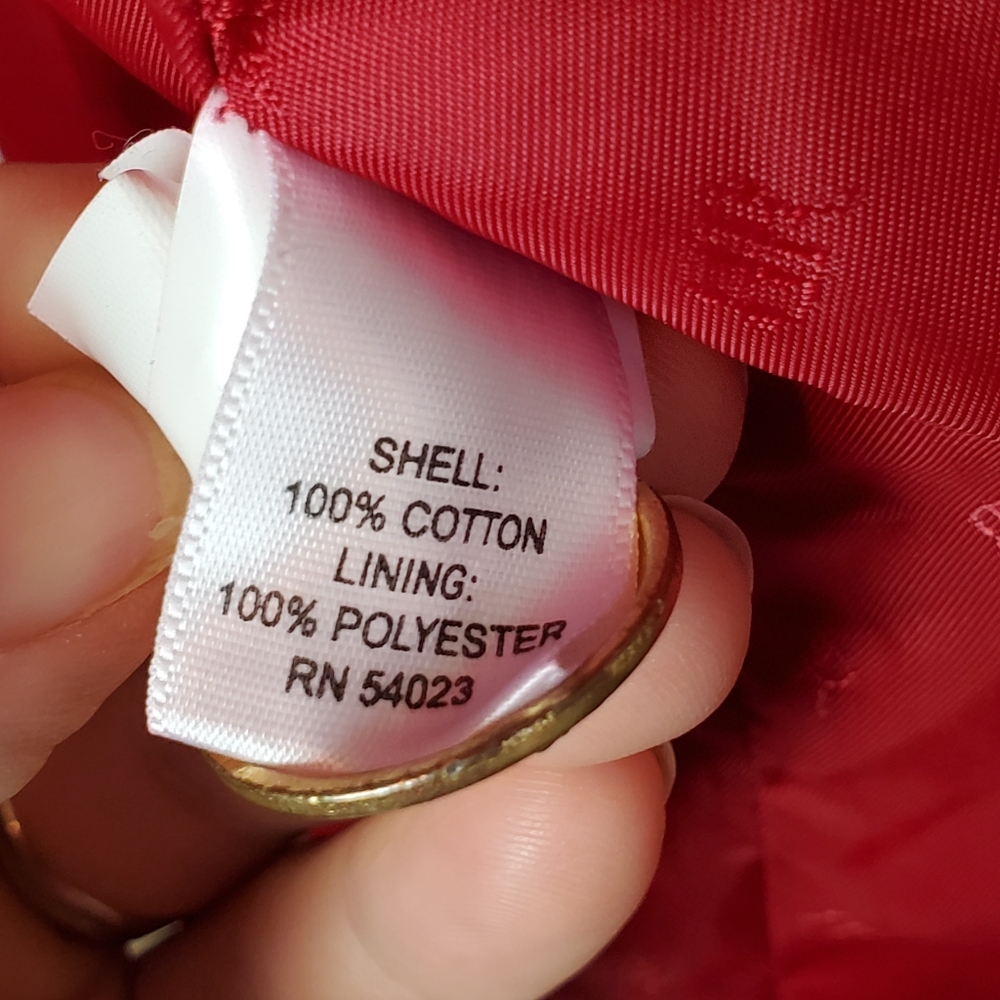 SHELL:
100% COTTON
LINING:
100% POLYESTER
RN 54023